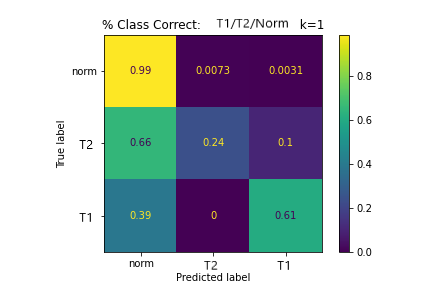 % Class Correct: T1/T2/Norm k=1
norm 0.99 0.0073 0.0031
T2 0.66 0.24 0.1
T1 0.39 0 0.61
norm T2 T1
Predicted label
True label
0.8
0.6
0.4
0.2
0.0